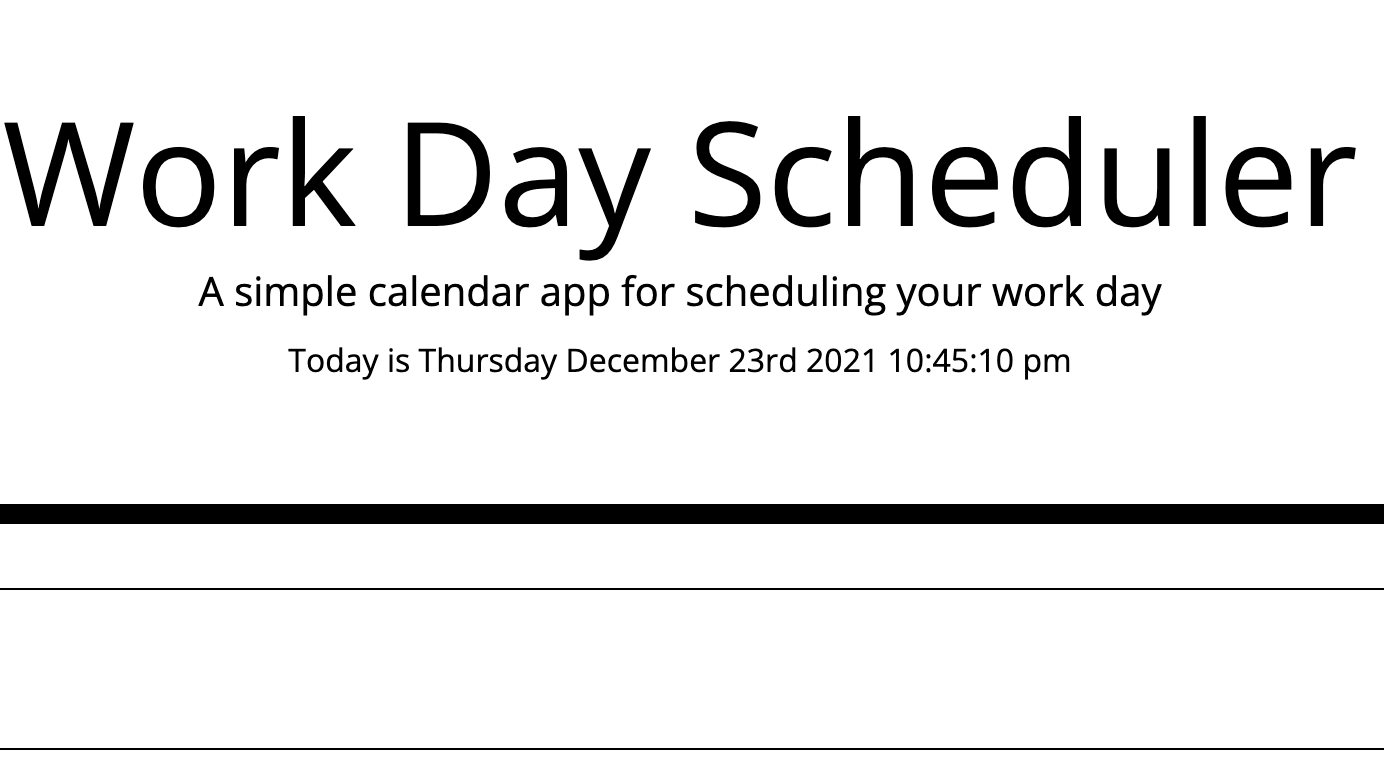 Work Day Scheduler
A simple calendar app for scheduling your work day
Today is Thursday December 23rd 2021 10:45:10 pm